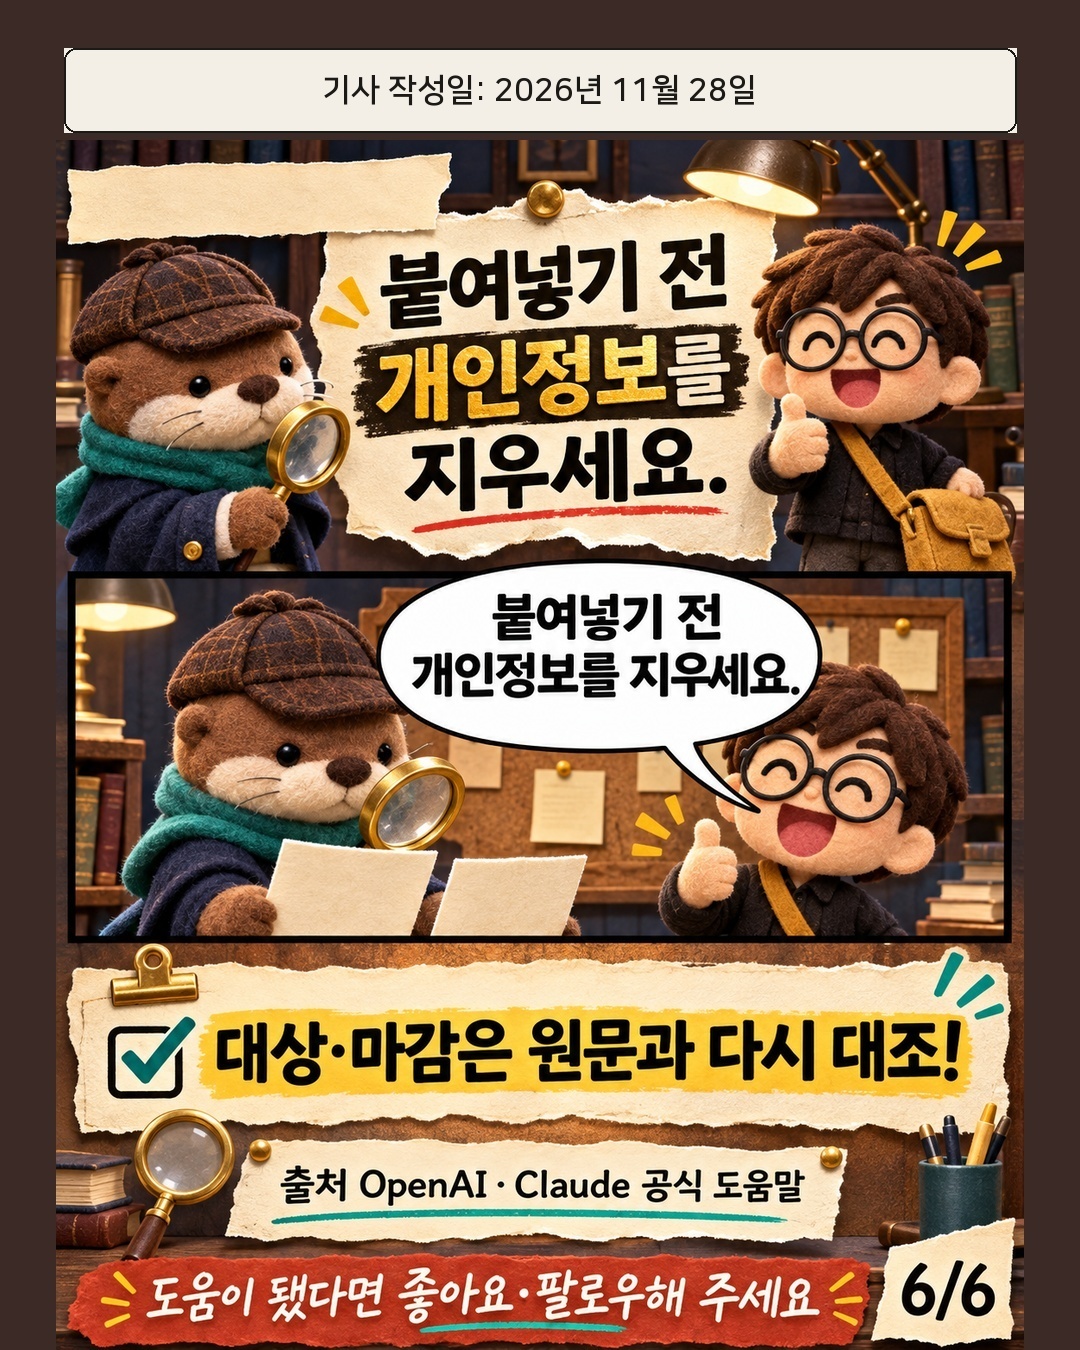 기사 작성일: 2026년 11월 28일
붙여넣기 전
개인정보를
지우세요.
붙여넣기 전
개인정보를 지우세요.
대상·마감은 원문과 다시 대조!
출처 OpenAI · Claude 공식 도움말
도움이 됐다면 좋아요·팔로우해 주세요
6/6